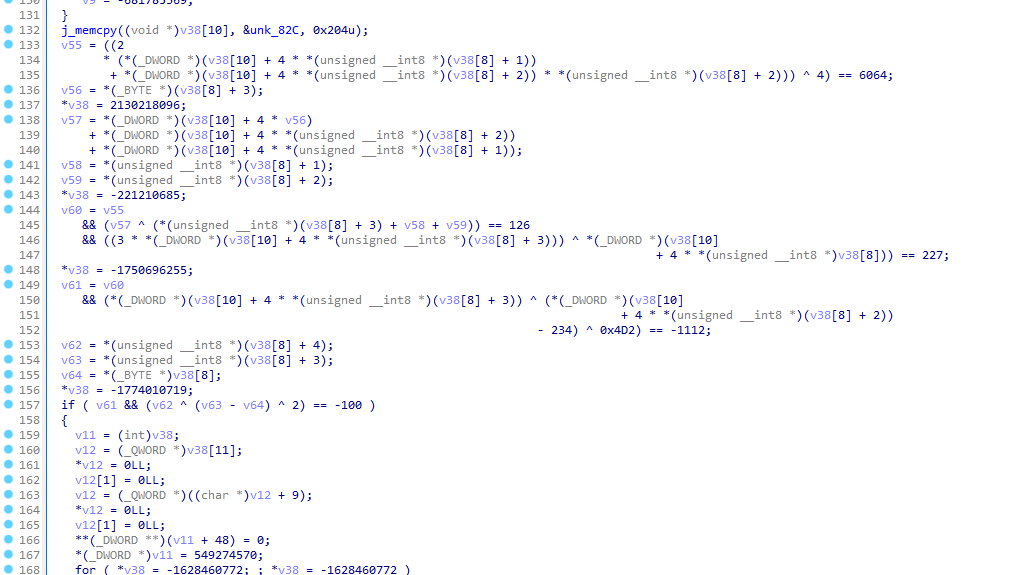 131 }
132 j_memcpy((void *)v38[10], &unk_82C, 0x204u);
133 v55 = ((2
134 * (*(_DWORD *)(v38[10] + 4 * *(unsigned __int8 *)(v38[8] + 1))
135 + *(_DWORD *)(v38[10] + 4 * *(unsigned __int8 *)(v38[8] + 2)) * *(unsigned __int8 *)(v38[8] + 2))) ^ 4) == 6064;
136 v56 = *(_BYTE *)(v38[8] + 3);
137 *v38 = 2130218096;
138 v57 = *(_DWORD *)(v38[10] + 4 * v56)
139 + *(_DWORD *)(v38[10] + 4 * *(unsigned __int8 *)(v38[8] + 2))
140 + *(_DWORD *)(v38[10] + 4 * *(unsigned __int8 *)(v38[8] + 1));
141 v58 = *(unsigned __int8 *)(v38[8] + 1);
142 v59 = *(unsigned __int8 *)(v38[8] + 2);
143 *v38 = -221210685;
144 v60 = v55
145 && (v57 ^ (*(unsigned __int8 *)(v38[8] + 3) + v58 + v59)) == 126
146 && ((3 * *(_DWORD *)(v38[10] + 4 * *(unsigned __int8 *)(v38[8] + 3))) ^ *(_DWORD *)(v38[10]
147 + 4 * *(unsigned __int8 *)v38[8])) == 227;
148 *v38 = -1750696255;
149 v61 = v60
150 && (*(_DWORD *)(v38[10] + 4 * *(unsigned __int8 *)(v38[8] + 3)) ^ (*(_DWORD *)(v38[10]
151 + 4 * *(unsigned __int8 *)(v38[8] + 2))
152 - 234) ^ 0x4D2) == -1112;
153 v62 = *(unsigned __int8 *)(v38[8] + 4);
154 v63 = *(unsigned __int8 *)(v38[8] + 3);
155 v64 = *(_BYTE *)v38[8];
156 *v38 = -1774010719;
157 if ( v61 && (v62 ^ (v63 - v64) ^ 2) == -100 )
158 {
159 v11 = (int)v38;
160 v12 = (_QWORD *)v38[11];
161 *v12 = 0LL;
162 v12[1] = 0LL;
163 v12 = (_QWORD *)((char *)v12 + 9);
164 *v12 = 0LL;
165 v12[1] = 0LL;
166 **(_DWORD **)(v11 + 48) = 0;
167 *(_DWORD *)v11 = 549274570;
168 for ( *v38 = -1628460772; ; *v38 = -1628460772 )